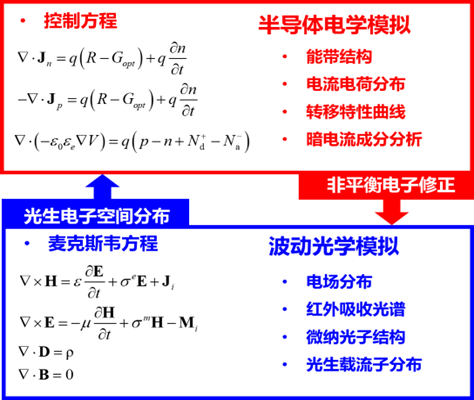 • 控制方程
半导体电学模拟
∇·J_n = q(R − G_opt) + q ∂n/∂t
−∇·J_p = q(R − G_opt) + q ∂n/∂t
∇·(−ε₀ε_e∇V) = q(p − n + N_d⁺ − N_a⁻)
• 能带结构
• 电流电荷分布
• 转移特性曲线
• 暗电流成分分析
非平衡电子修正
光生电子空间分布
• 麦克斯韦方程
波动光学模拟
∇×H = ε ∂E/∂t + σᵉE + J_i
∇×E = −μ ∂H/∂t + σᵐH − M_i
∇·D = ρ
∇·B = 0
• 电场分布
• 红外吸收光谱
• 微纳光子结构
• 光生载流子分布